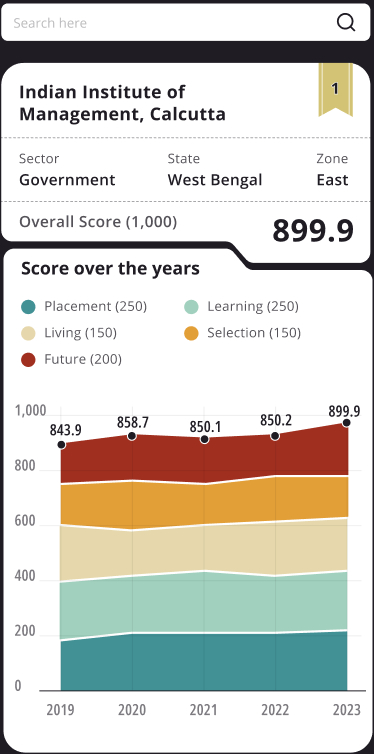 Search here
Indian Institute of
Management, Calcutta
1
Sector State Zone
Government West Bengal East
Overall Score (1,000) 899.9
Score over the years
Placement (250) Learning (250)
Living (150) Selection (150)
Future (200)
1,000
843.9 858.7 850.1 850.2 899.9
800
600
400
200
0
2019 2020 2021 2022 2023